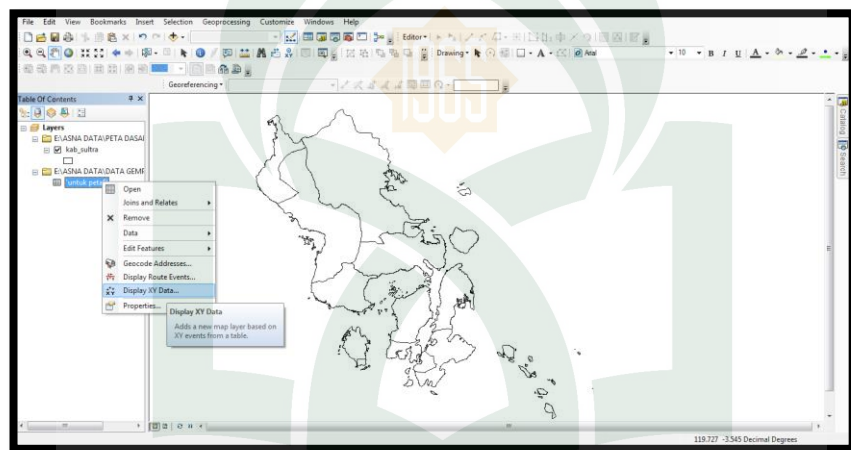 File Edit View Bookmarks Insert Selection Geoprocessing Customize Windows Help
Editor
Drawing A Arial 10 B I U A
Georeferencing
Table Of Contents
Layers
E:\ASNA DATA\PETA DASAI
kab_sultra
E:\ASNA DATA\DATA GEMF
'untuk peta
Open
Joins and Relates
Remove
Data
Edit Features
Geocode Addresses...
Display Route Events...
Display XY Data...
Properties...
Display XY Data
Adds a new map layer based on
XY events from a table.
Catalog
Search
1965
119.727 -3.545 Decimal Degrees